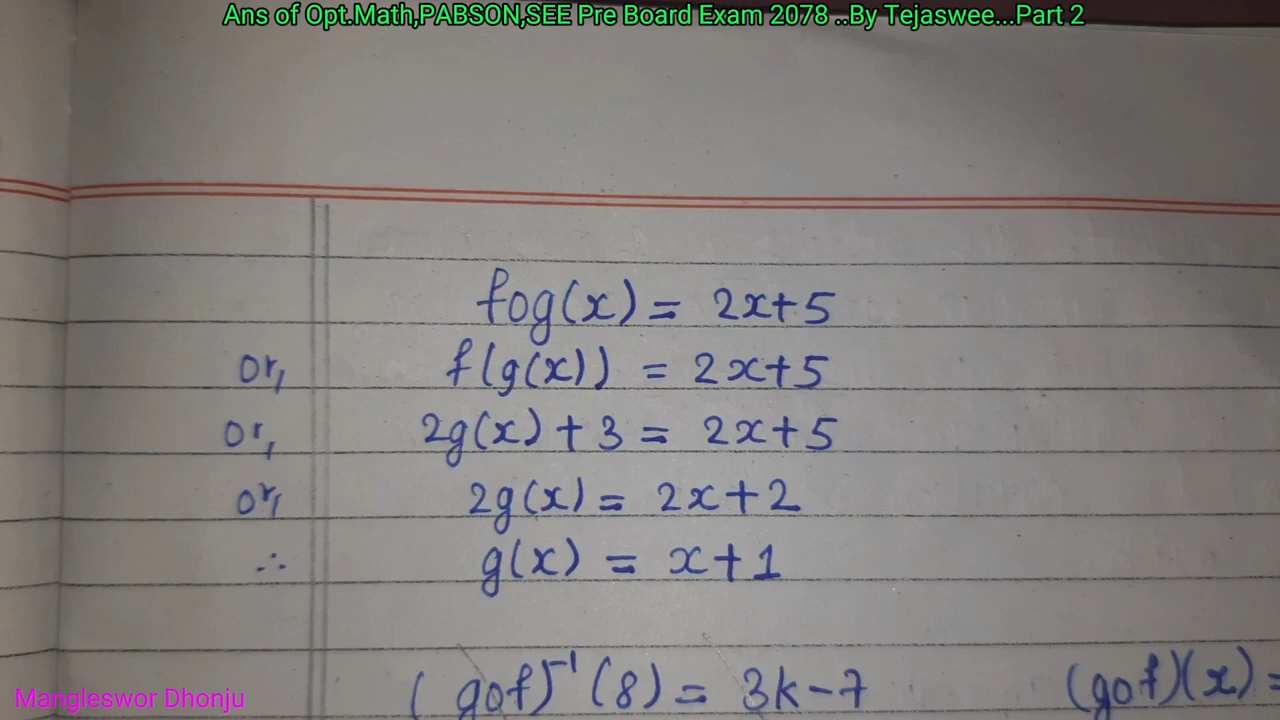 Ans of Opt.Math,PABSON,SEE Pre Board Exam 2078 ..By Tejaswee...Part 2
fog(x) = 2x+5
or, f(g(x)) = 2x+5
or, 2g(x) + 3 = 2x+5
or, 2g(x) = 2x+2
∴ g(x) = x+1
(gof)⁻¹(8) = 3k-7 (gof)(x) =
Mangleswor Dhonju